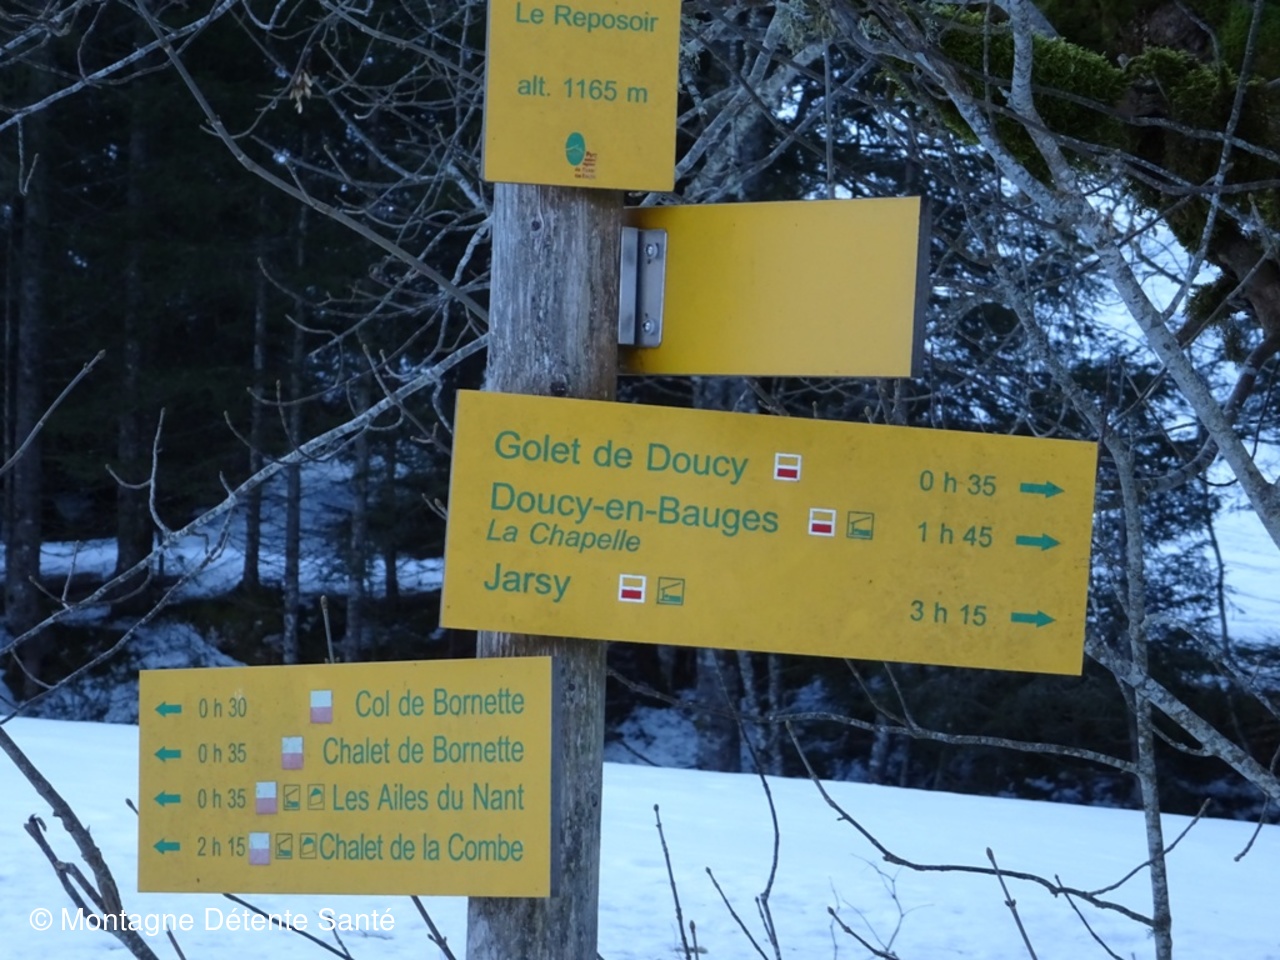 Le Reposoir
alt. 1165 m
Golet de Doucy 0 h 35
Doucy-en-Bauges 1 h 45
La Chapelle
Jarsy 3 h 15
0 h 30 Col de Bornette
0 h 35 Chalet de Bornette
0 h 35 Les Ailes du Nant
2 h 15 Chalet de la Combe
© Montagne Détente Santé